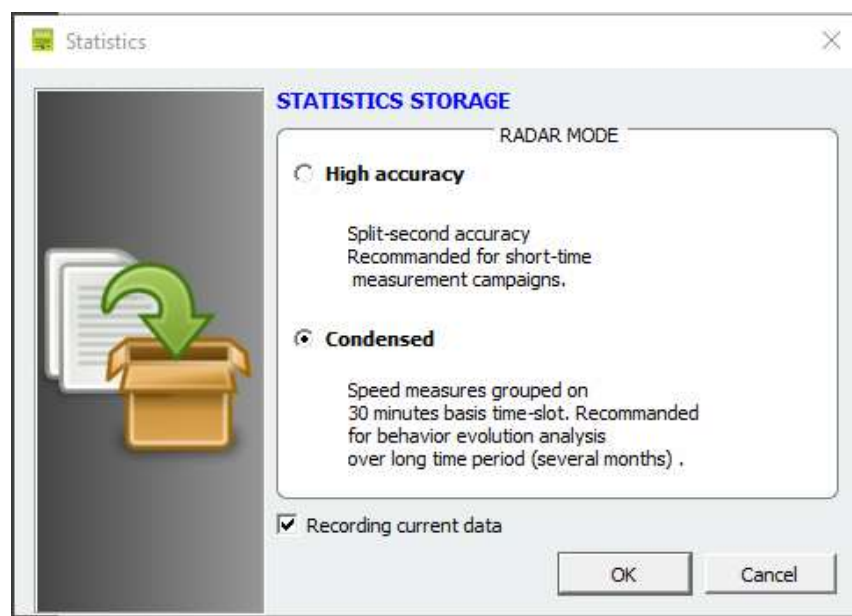 Statistics
STATISTICS STORAGE
RADAR MODE
High accuracy
Split-second accuracy
Recommanded for short-time
measurement campaigns.
Condensed
Speed measures grouped on
30 minutes basis time-slot. Recommanded
for behavior evolution analysis
over long time period (several months) .
Recording current data
OK Cancel